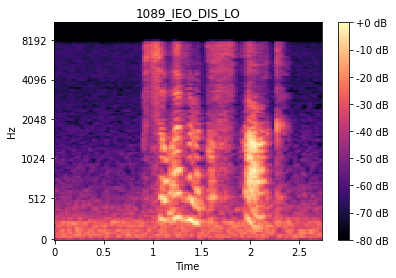 1089_IEO_DIS_LO
+0 dB
8192
-10 dB
4096
-20 dB
-30 dB
2048
Hz
-40 dB
1024
-50 dB
512
-60 dB
-70 dB
0
-80 dB
0 0.5 1 1.5 2 2.5
Time